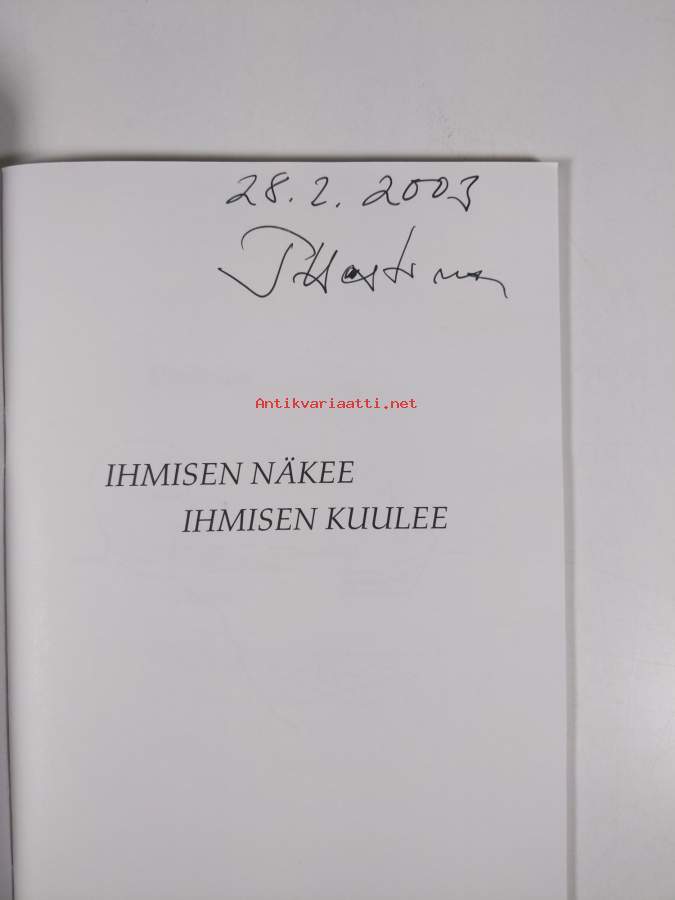 28.2.2003
Antikvariaatti.net
IHMISEN NÄKEE
IHMISEN KUULEE